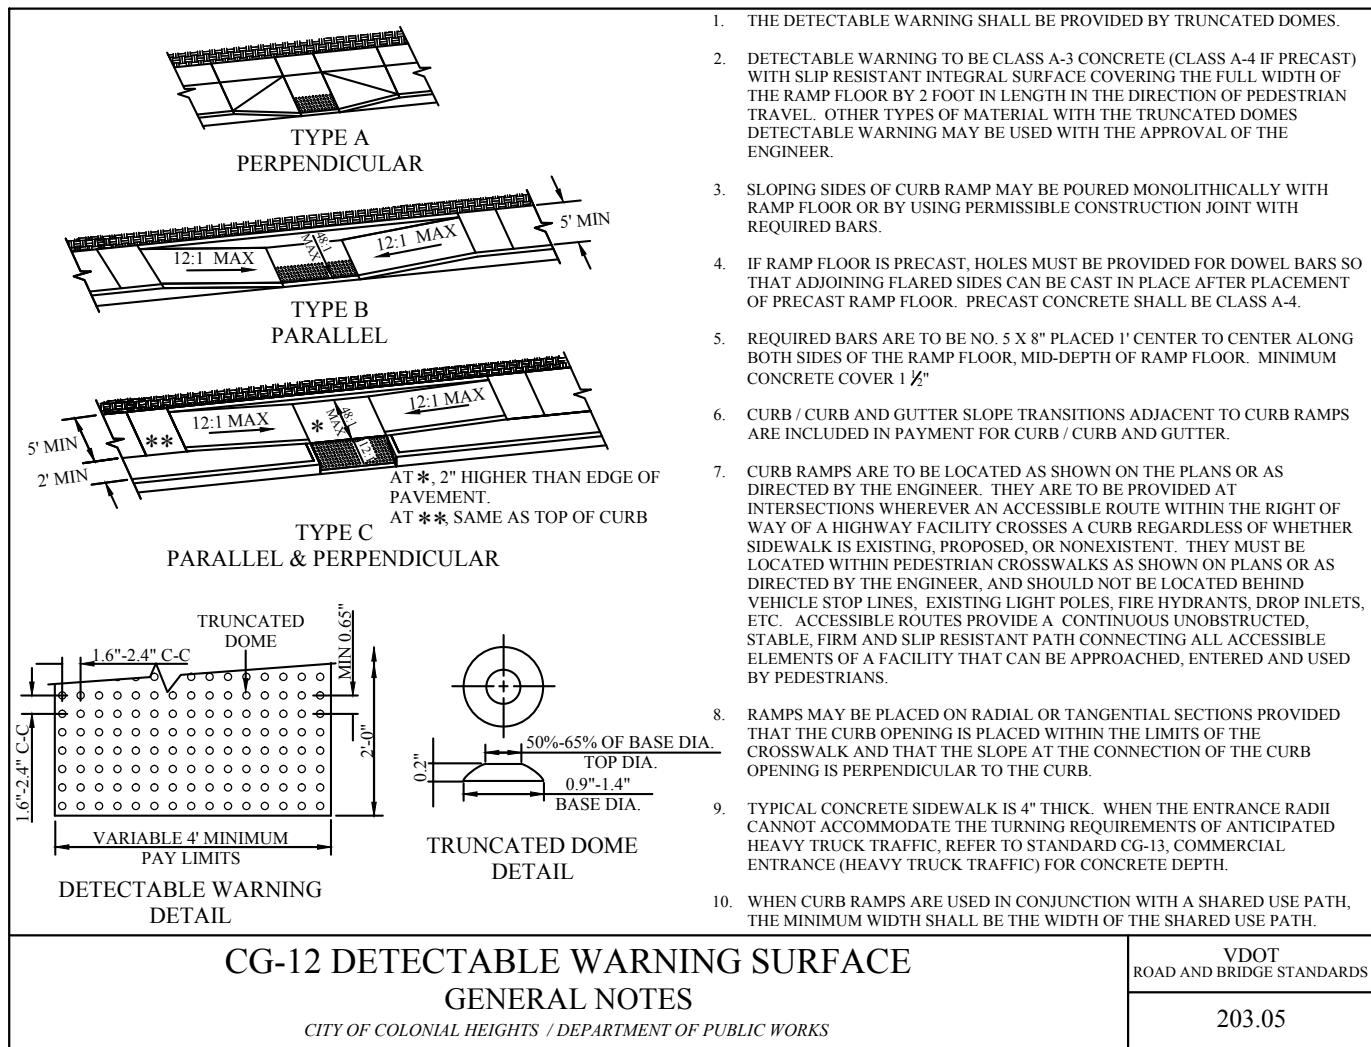 TYPE A
PERPENDICULAR
12:1 MAX
48:1
MAX
12:1 MAX
5' MIN
TYPE B
PARALLEL
5' MIN
2' MIN
**
12:1 MAX
*
48:1
MAX
12:1
12:1 MAX
AT *, 2" HIGHER THAN EDGE OF
PAVEMENT.
AT **, SAME AS TOP OF CURB
TYPE C
PARALLEL & PERPENDICULAR
TRUNCATED
DOME
1.6"-2.4" C-C
MIN 0.65"
1.6"-2.4" C-C
2'-0"
VARIABLE 4' MINIMUM
PAY LIMITS
DETECTABLE WARNING
DETAIL
50%-65% OF BASE DIA.
TOP DIA.
0.2"
0.9"-1.4"
BASE DIA.
TRUNCATED DOME
DETAIL
1. THE DETECTABLE WARNING SHALL BE PROVIDED BY TRUNCATED DOMES.
2. DETECTABLE WARNING TO BE CLASS A-3 CONCRETE (CLASS A-4 IF PRECAST)
WITH SLIP RESISTANT INTEGRAL SURFACE COVERING THE FULL WIDTH OF
THE RAMP FLOOR BY 2 FOOT IN LENGTH IN THE DIRECTION OF PEDESTRIAN
TRAVEL. OTHER TYPES OF MATERIAL WITH THE TRUNCATED DOMES
DETECTABLE WARNING MAY BE USED WITH THE APPROVAL OF THE
ENGINEER.
3. SLOPING SIDES OF CURB RAMP MAY BE POURED MONOLITHICALLY WITH
RAMP FLOOR OR BY USING PERMISSIBLE CONSTRUCTION JOINT WITH
REQUIRED BARS.
4. IF RAMP FLOOR IS PRECAST, HOLES MUST BE PROVIDED FOR DOWEL BARS SO
THAT ADJOINING FLARED SIDES CAN BE CAST IN PLACE AFTER PLACEMENT
OF PRECAST RAMP FLOOR. PRECAST CONCRETE SHALL BE CLASS A-4.
5. REQUIRED BARS ARE TO BE NO. 5 X 8" PLACED 1' CENTER TO CENTER ALONG
BOTH SIDES OF THE RAMP FLOOR, MID-DEPTH OF RAMP FLOOR. MINIMUM
CONCRETE COVER 1 ½"
6. CURB / CURB AND GUTTER SLOPE TRANSITIONS ADJACENT TO CURB RAMPS
ARE INCLUDED IN PAYMENT FOR CURB / CURB AND GUTTER.
7. CURB RAMPS ARE TO BE LOCATED AS SHOWN ON THE PLANS OR AS
DIRECTED BY THE ENGINEER. THEY ARE TO BE PROVIDED AT
INTERSECTIONS WHEREVER AN ACCESSIBLE ROUTE WITHIN THE RIGHT OF
WAY OF A HIGHWAY FACILITY CROSSES A CURB REGARDLESS OF WHETHER
SIDEWALK IS EXISTING, PROPOSED, OR NONEXISTENT. THEY MUST BE
LOCATED WITHIN PEDESTRIAN CROSSWALKS AS SHOWN ON PLANS OR AS
DIRECTED BY THE ENGINEER, AND SHOULD NOT BE LOCATED BEHIND
VEHICLE STOP LINES, EXISTING LIGHT POLES, FIRE HYDRANTS, DROP INLETS,
ETC. ACCESSIBLE ROUTES PROVIDE A CONTINUOUS UNOBSTRUCTED,
STABLE, FIRM AND SLIP RESISTANT PATH CONNECTING ALL ACCESSIBLE
ELEMENTS OF A FACILITY THAT CAN BE APPROACHED, ENTERED AND USED
BY PEDESTRIANS.
8. RAMPS MAY BE PLACED ON RADIAL OR TANGENTIAL SECTIONS PROVIDED
THAT THE CURB OPENING IS PLACED WITHIN THE LIMITS OF THE
CROSSWALK AND THAT THE SLOPE AT THE CONNECTION OF THE CURB
OPENING IS PERPENDICULAR TO THE CURB.
9. TYPICAL CONCRETE SIDEWALK IS 4" THICK. WHEN THE ENTRANCE RADII
CANNOT ACCOMMODATE THE TURNING REQUIREMENTS OF ANTICIPATED
HEAVY TRUCK TRAFFIC, REFER TO STANDARD CG-13, COMMERCIAL
ENTRANCE (HEAVY TRUCK TRAFFIC) FOR CONCRETE DEPTH.
10. WHEN CURB RAMPS ARE USED IN CONJUNCTION WITH A SHARED USE PATH,
THE MINIMUM WIDTH SHALL BE THE WIDTH OF THE SHARED USE PATH.
CG-12 DETECTABLE WARNING SURFACE
GENERAL NOTES
CITY OF COLONIAL HEIGHTS / DEPARTMENT OF PUBLIC WORKS
VDOT
ROAD AND BRIDGE STANDARDS
203.05